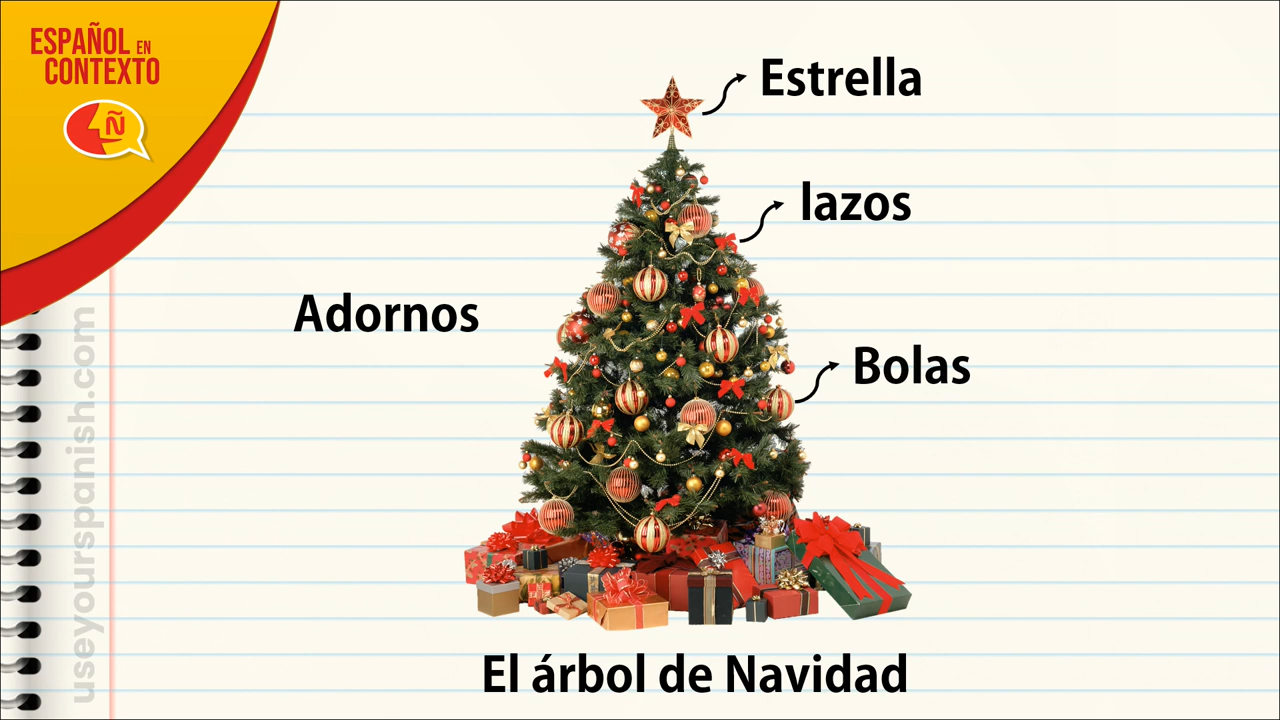 ESPAÑOL EN
CONTEXTO
Ñ
Estrella
lazos
Adornos
Bolas
El árbol de Navidad
useyourspanish.com